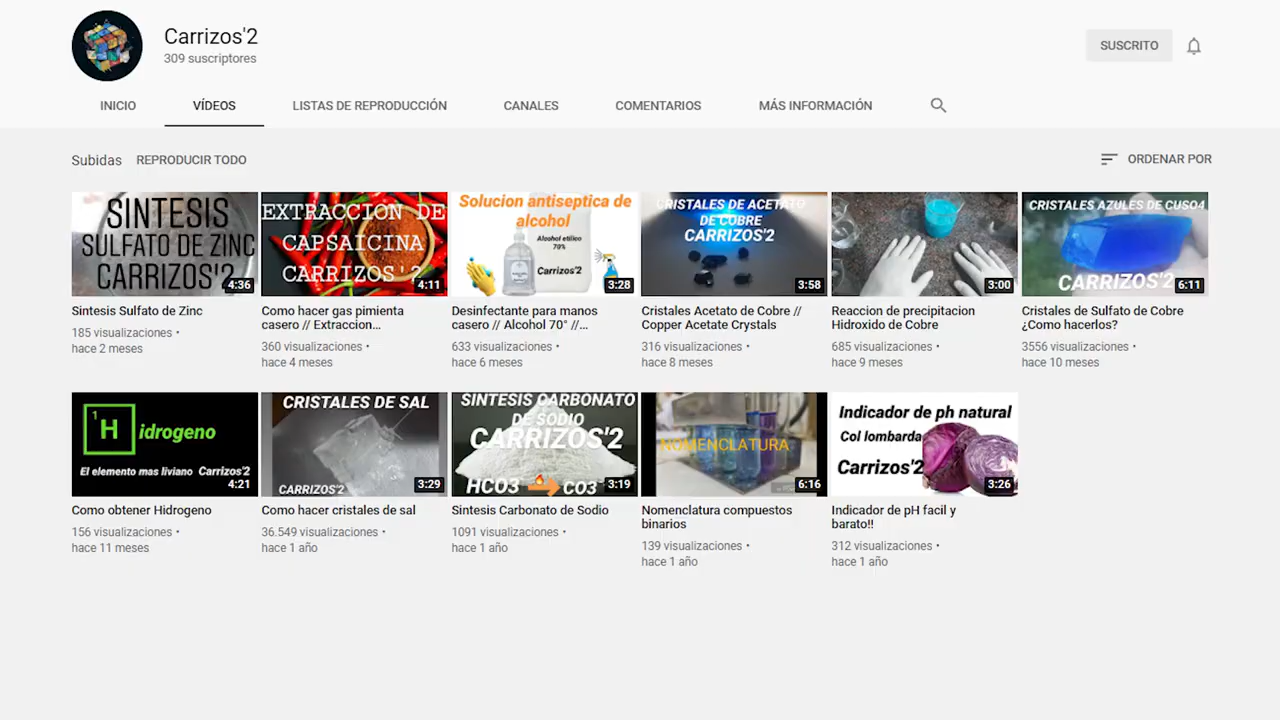 Carrizos'2
309 suscriptores
SUSCRITO
INICIO
VÍDEOS
LISTAS DE REPRODUCCIÓN
CANALES
COMENTARIOS
MÁS INFORMACIÓN
Subidas
REPRODUCIR TODO
ORDENAR POR
SINTESIS
SULFATO DE ZINC
CARRIZOS'2
4:36
Sintesis Sulfato de Zinc
185 visualizaciones •
hace 2 meses
EXTRACCION DE
CAPSAICINA
CARRIZOS'2
4:11
Como hacer gas pimienta
casero // Extraccion...
360 visualizaciones •
hace 4 meses
Solucion antiseptica de
alcohol
Alcohol etilico
70%
Carrizos'2
3:28
Desinfectante para manos
casero // Alcohol 70° //...
633 visualizaciones •
hace 6 meses
CRISTALES DE ACETATO
DE COBRE
CARRIZOS'2
3:58
Cristales Acetato de Cobre //
Copper Acetate Crystals
316 visualizaciones •
hace 8 meses
3:00
Reaccion de precipitacion
Hidroxido de Cobre
685 visualizaciones •
hace 9 meses
CRISTALES AZULES DE CUSO4
CARRIZOS'2
6:11
Cristales de Sulfato de Cobre
¿Como hacerlos?
3556 visualizaciones •
hace 10 meses
1
H
idrogeno
El elemento mas liviano Carrizos'2
4:21
Como obtener Hidrogeno
156 visualizaciones •
hace 11 meses
CRISTALES DE SAL
CARRIZOS'2
3:29
Como hacer cristales de sal
36.549 visualizaciones •
hace 1 año
SINTESIS CARBONATO
DE SODIO
CARRIZOS'2
HCO3 CO3
3:19
Sintesis Carbonato de Sodio
1091 visualizaciones •
hace 1 año
NOMENCLATURA
6:16
Nomenclatura compuestos
binarios
139 visualizaciones •
hace 1 año
Indicador de ph natural
Col lombarda
Carrizos'2
3:26
Indicador de pH facil y
barato!!
312 visualizaciones •
hace 1 año